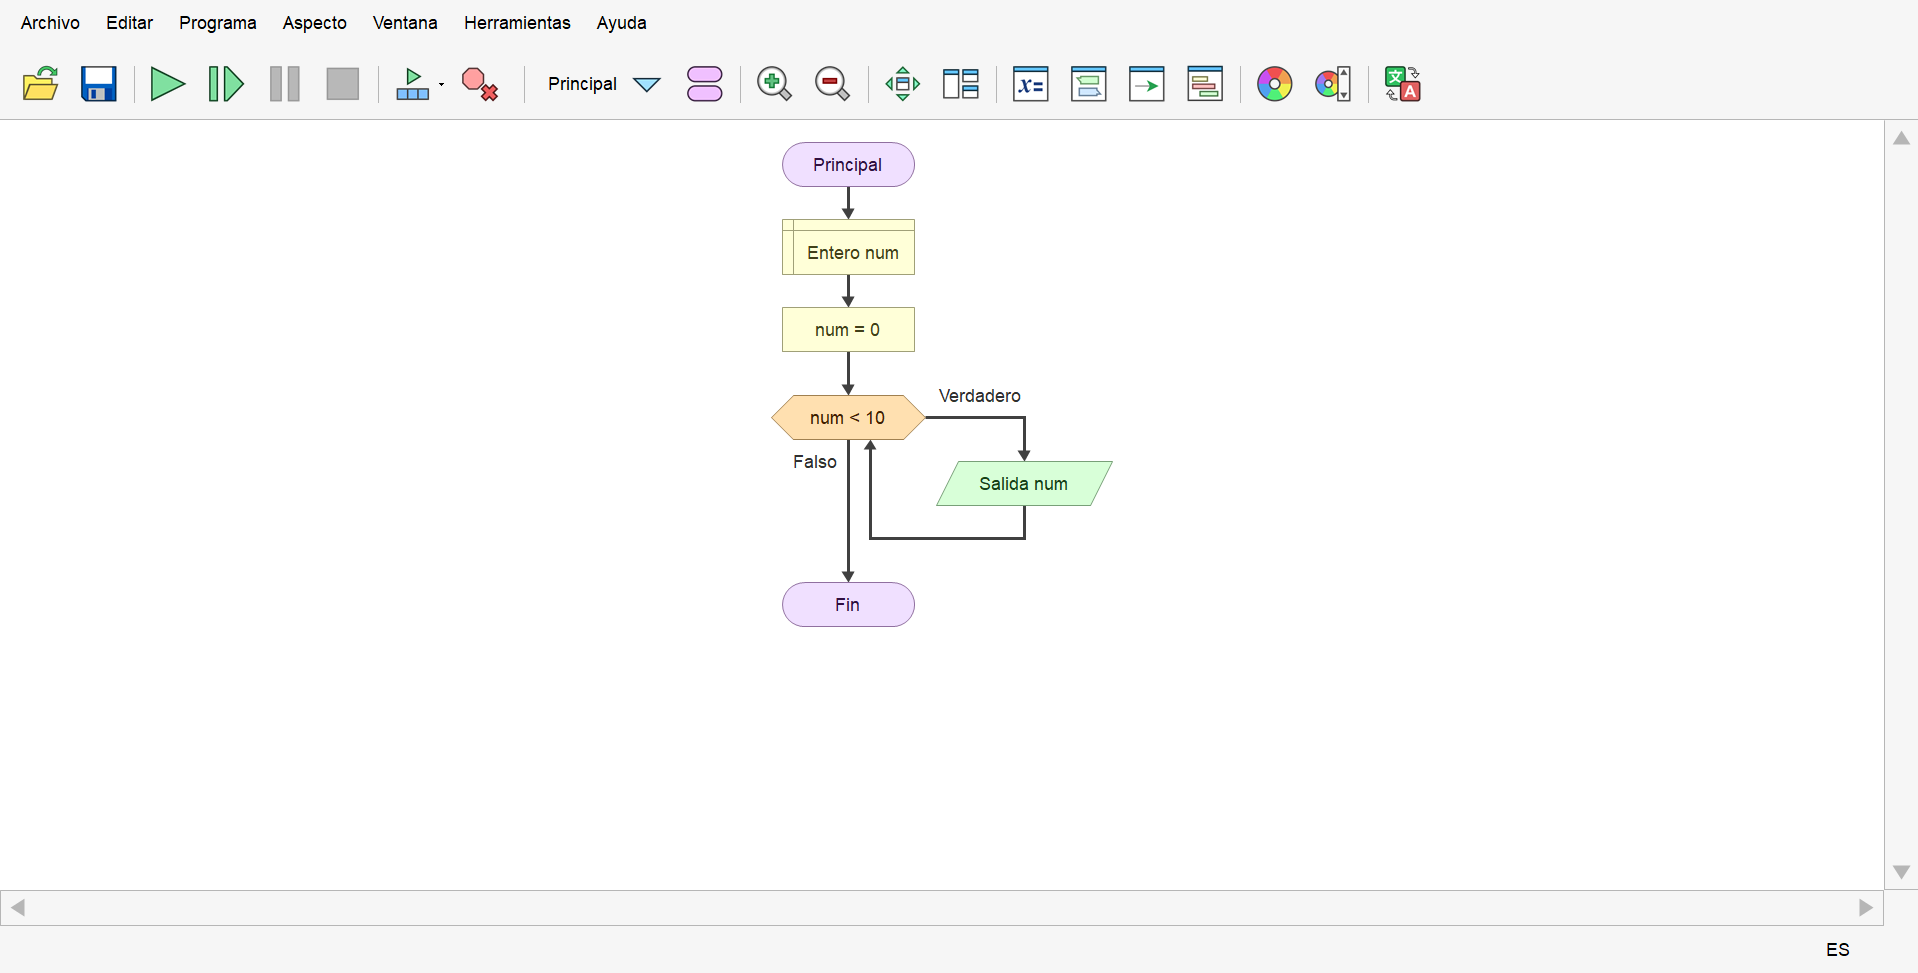 Archivo Editar Programa Aspecto Ventana Herramientas Ayuda
Principal
x=
文
A
Principal
Entero num
num = 0
num < 10
Verdadero
Falso
Salida num
Fin
ES